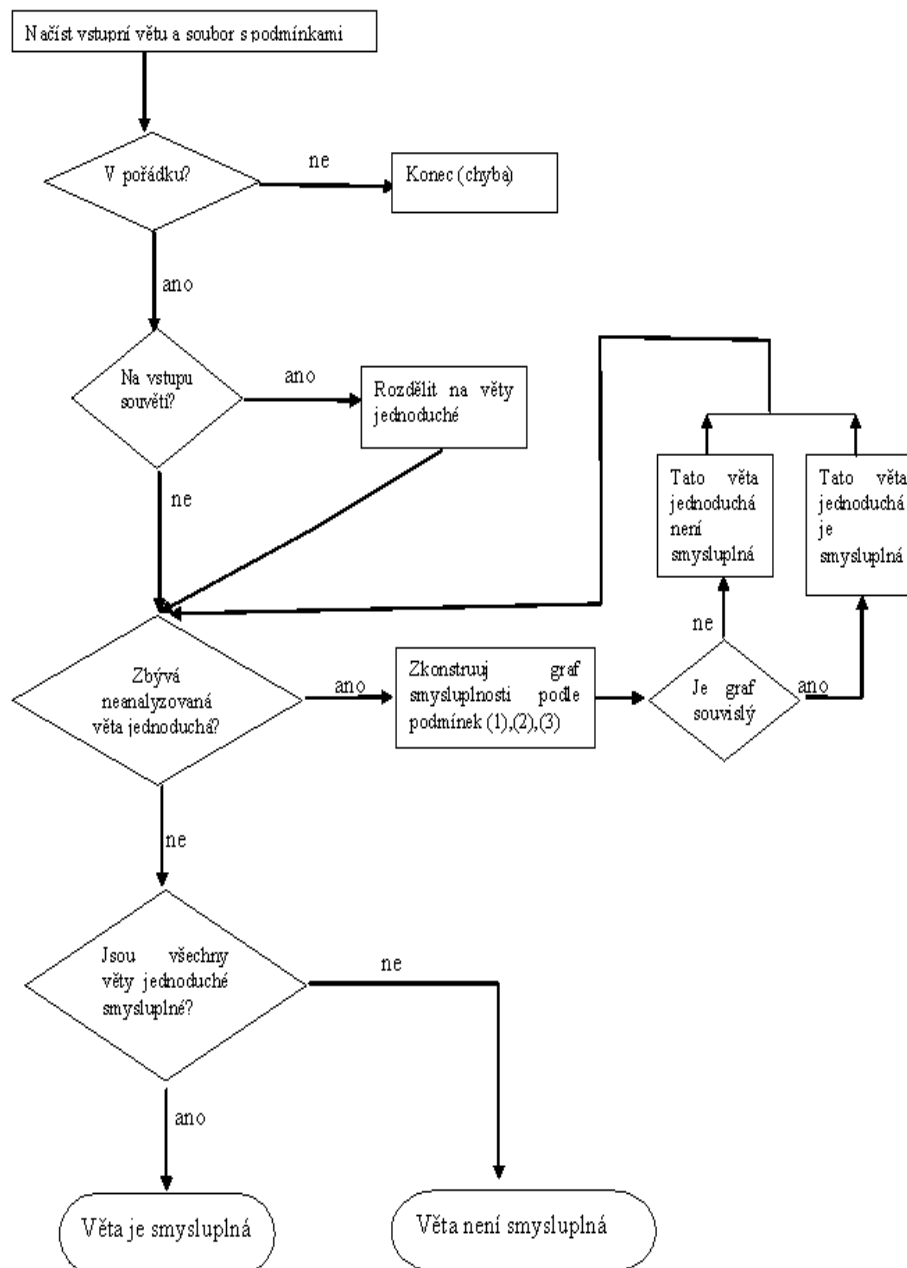 Načíst vstupní větu a soubor s podmínkami
V pořádku?
ne
Konec (chyba)
ano
Na vstupu
souvětí?
ano
Rozdělit na věty
jednoduché
ne
Tato věta
jednoduchá
není
smysluplná
Tato věta
jednoduchá
je
smysluplná
Zbývá
neanalyzovaná
věta jednoduchá?
ano
Zkonstruuj graf
smysluplnosti podle
podmínek (1),(2),(3)
ne
Je graf
souvislý
ano
ne
Jsou všechny
věty jednoduché
smysluplné?
ne
ano
Věta je smysluplná
Věta není smysluplná